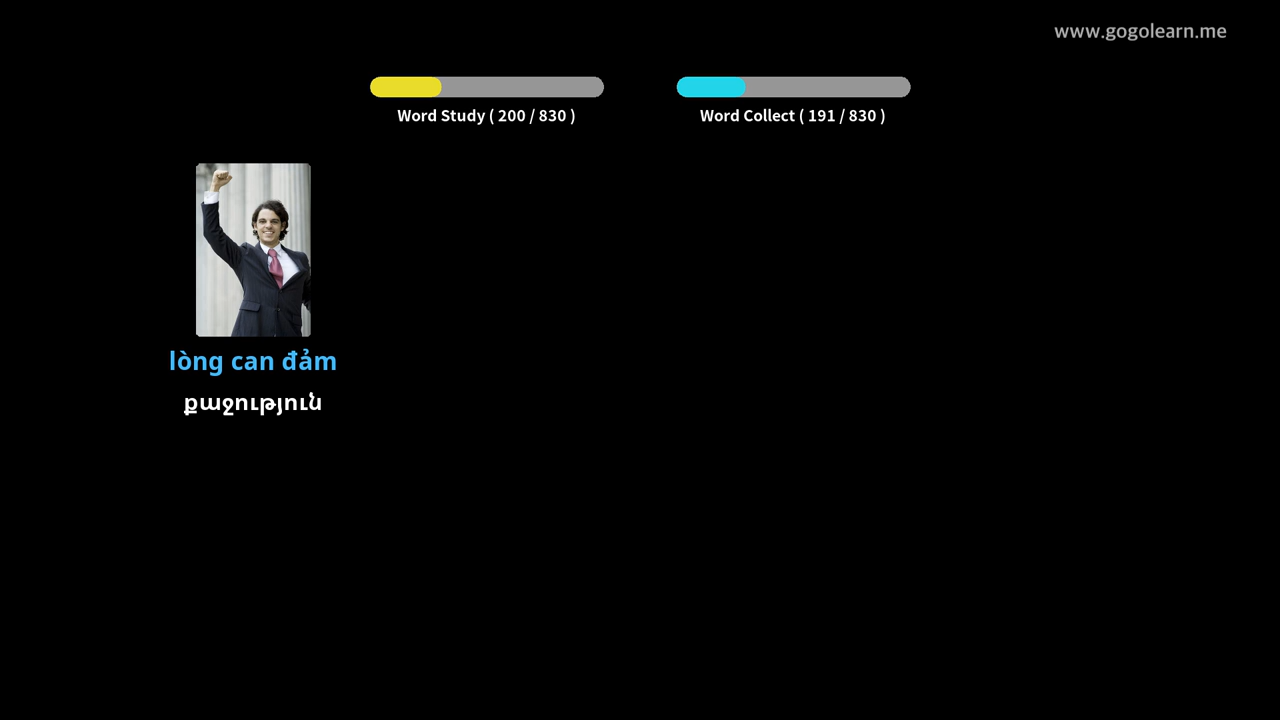 www.gogolearn.me
Word Study ( 200 / 830 )
Word Collect ( 191 / 830 )
lòng can đảm
քաջություն